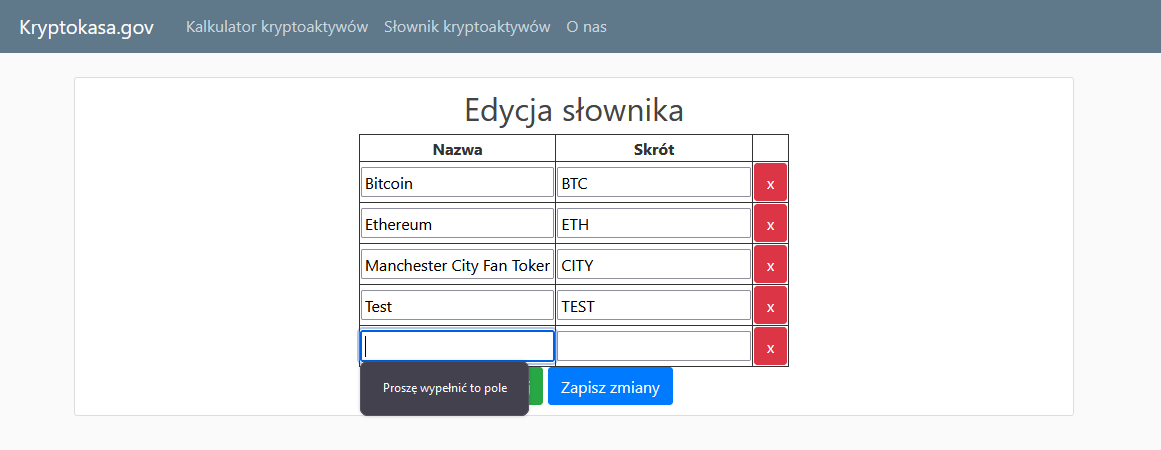 Kryptokasa.gov Kalkulator kryptoaktywów Słownik kryptoaktywów O nas
Edycja słownika
Nazwa Skrót
Bitcoin BTC x
Ethereum ETH x
Manchester City Fan Token CITY x
Test TEST x
x
Proszę wypełnić to pole Zapisz zmiany